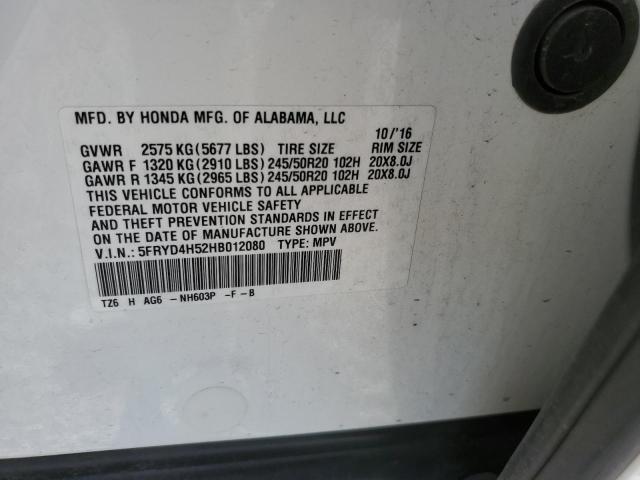 MFD. BY HONDA MFG. OF ALABAMA, LLC
10/'16
GVWR 2575 KG (5677 LBS) TIRE SIZE RIM SIZE
GAWR F 1320 KG (2910 LBS) 245/50R20 102H 20X8.0J
GAWR R 1345 KG (2965 LBS) 245/50R20 102H 20X8.0J
THIS VEHICLE CONFORMS TO ALL APPLICABLE
FEDERAL MOTOR VEHICLE SAFETY
AND THEFT PREVENTION STANDARDS IN EFFECT
ON THE DATE OF MANUFACTURE SHOWN ABOVE.
V.I.N.: 5FRYD4H52HB012080 TYPE: MPV
TZ6 H AG6 -NH603P -F -B